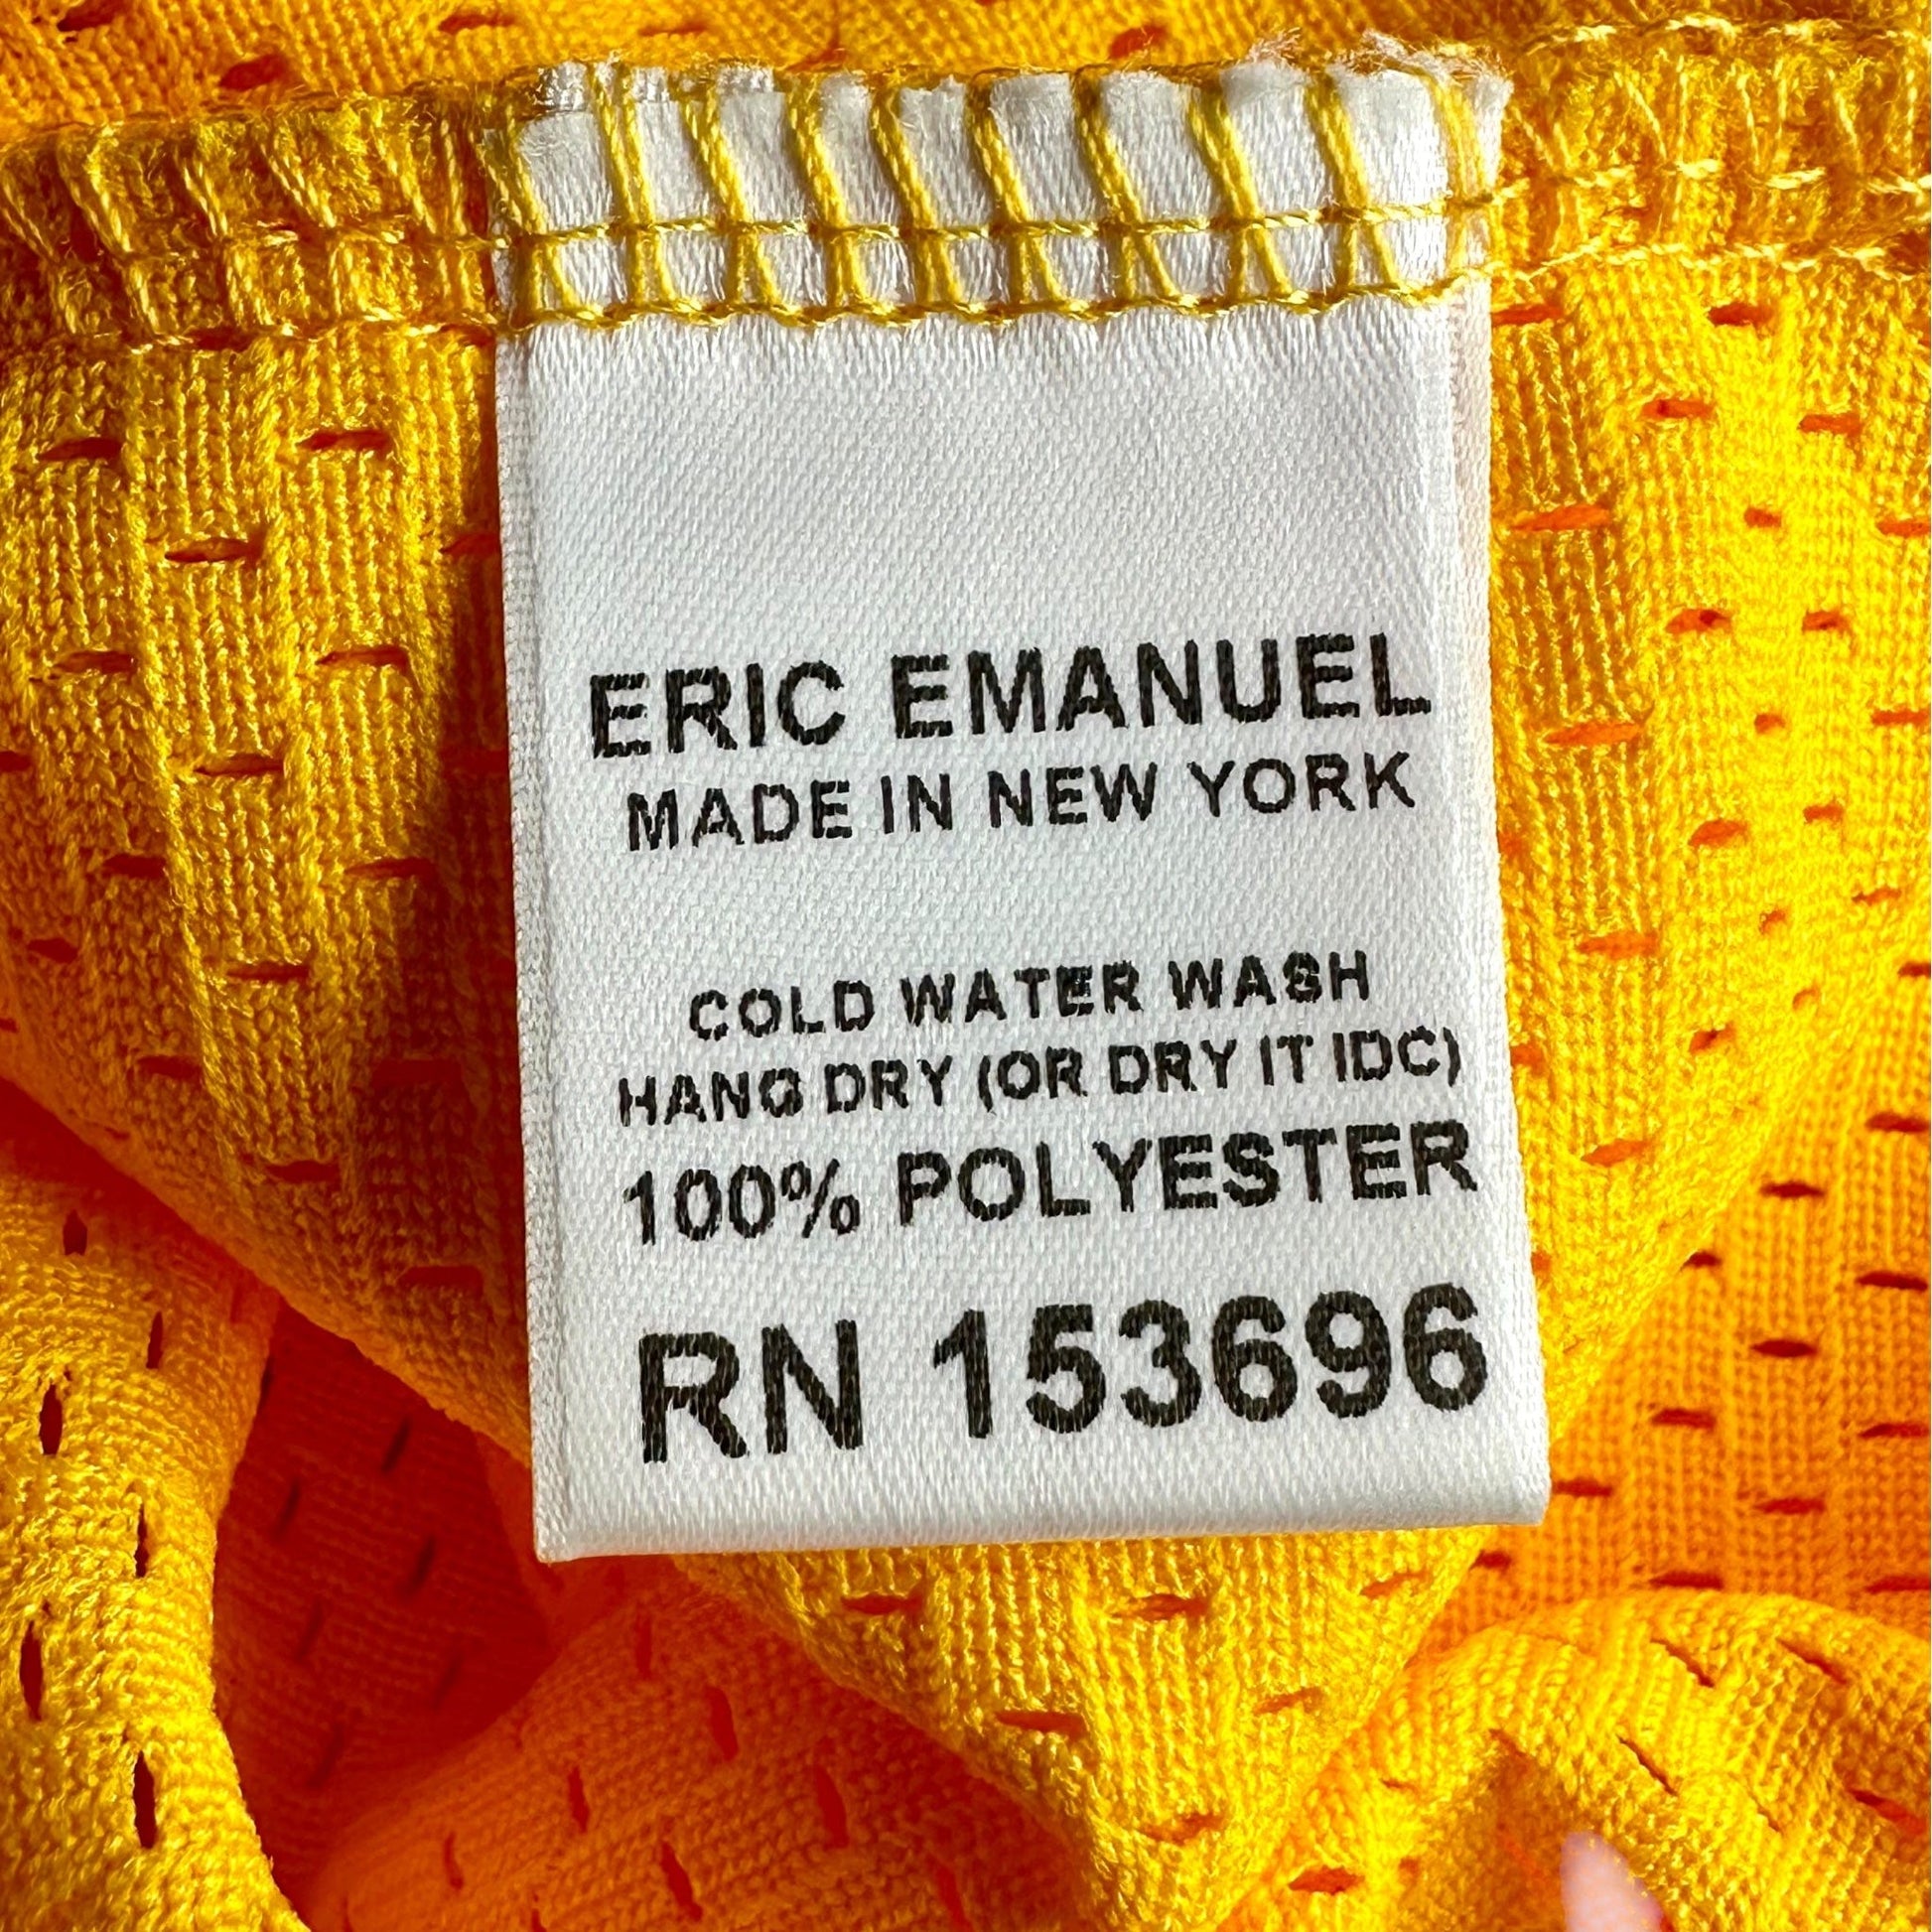 ERIC EMANUEL
MADE IN NEW YORK
COLD WATER WASH
HANG DRY (OR DRY IT IDC)
100% POLYESTER
RN 153696